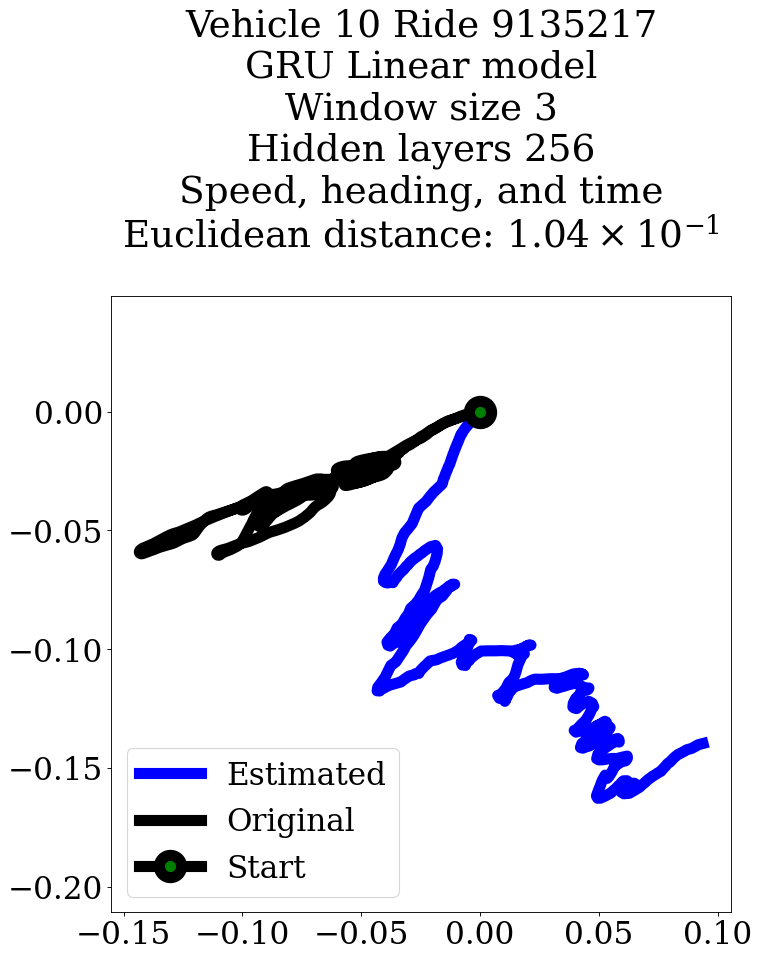 Vehicle 10 Ride 9135217
GRU Linear model
Window size 3
Hidden layers 256
Speed, heading, and time
Euclidean distance: 1.04 × 10⁻¹
0.00
−0.05
−0.10
−0.15
−0.20
Estimated
Original
Start
−0.15 −0.10 −0.05 0.00 0.05 0.10